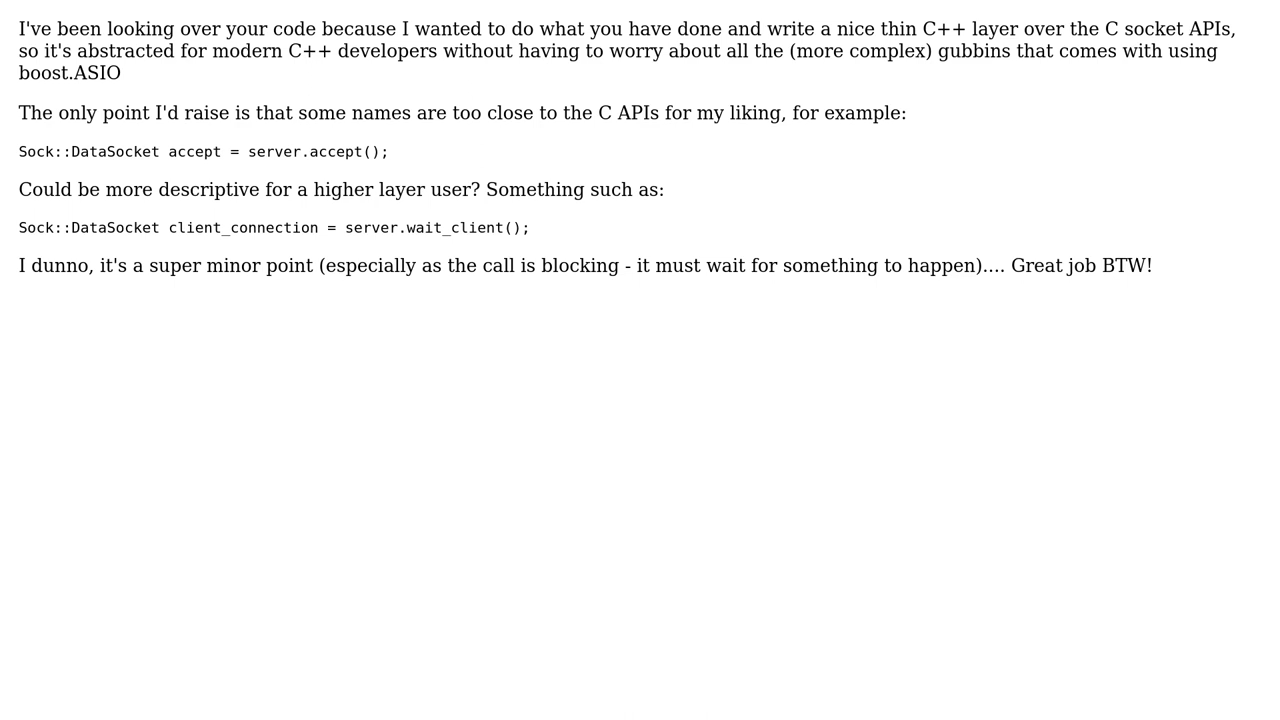 I've been looking over your code because I wanted to do what you have done and write a nice thin C++ layer over the C socket APIs,
so it's abstracted for modern C++ developers without having to worry about all the (more complex) gubbins that comes with using
boost.ASIO
The only point I'd raise is that some names are too close to the C APIs for my liking, for example:
Sock::DataSocket accept = server.accept();
Could be more descriptive for a higher layer user? Something such as:
Sock::DataSocket client_connection = server.wait_client();
I dunno, it's a super minor point (especially as the call is blocking - it must wait for something to happen).... Great job BTW!